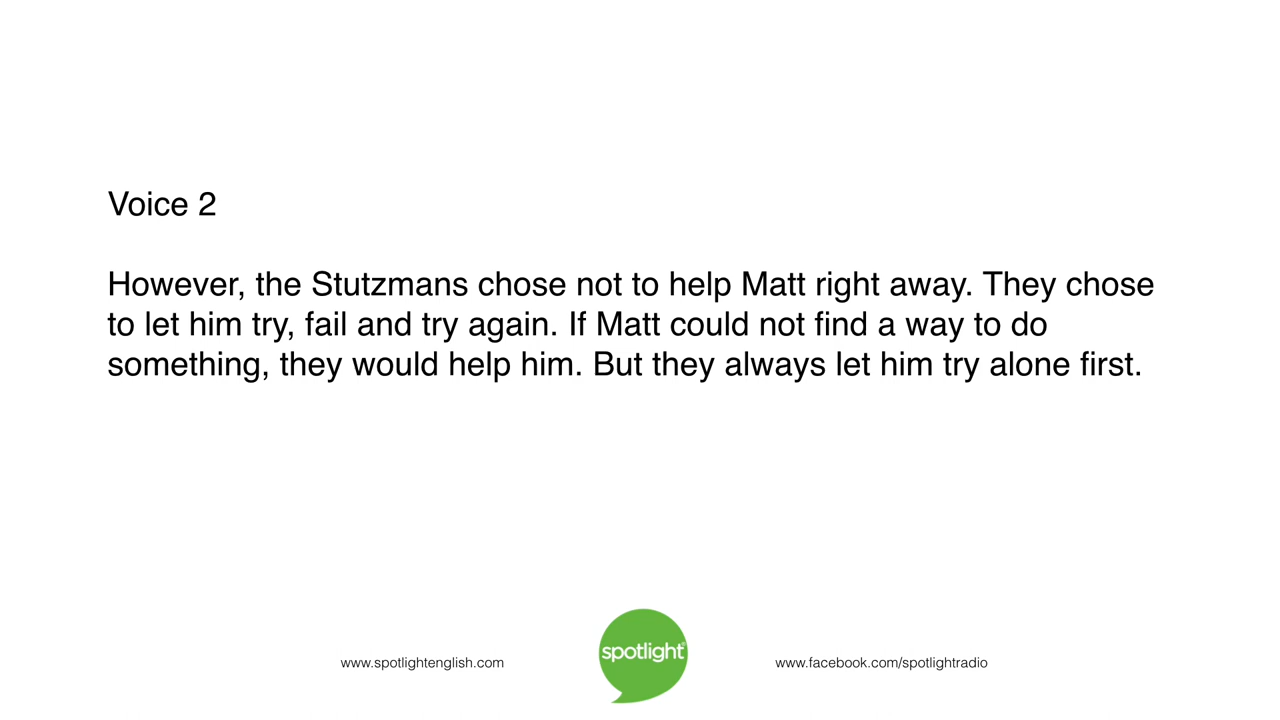 Voice 2
However, the Stutzmans chose not to help Matt right away. They chose
to let him try, fail and try again. If Matt could not find a way to do
something, they would help him. But they always let him try alone first.
www.spotlightenglish.com
spotlight
www.facebook.com/spotlightradio